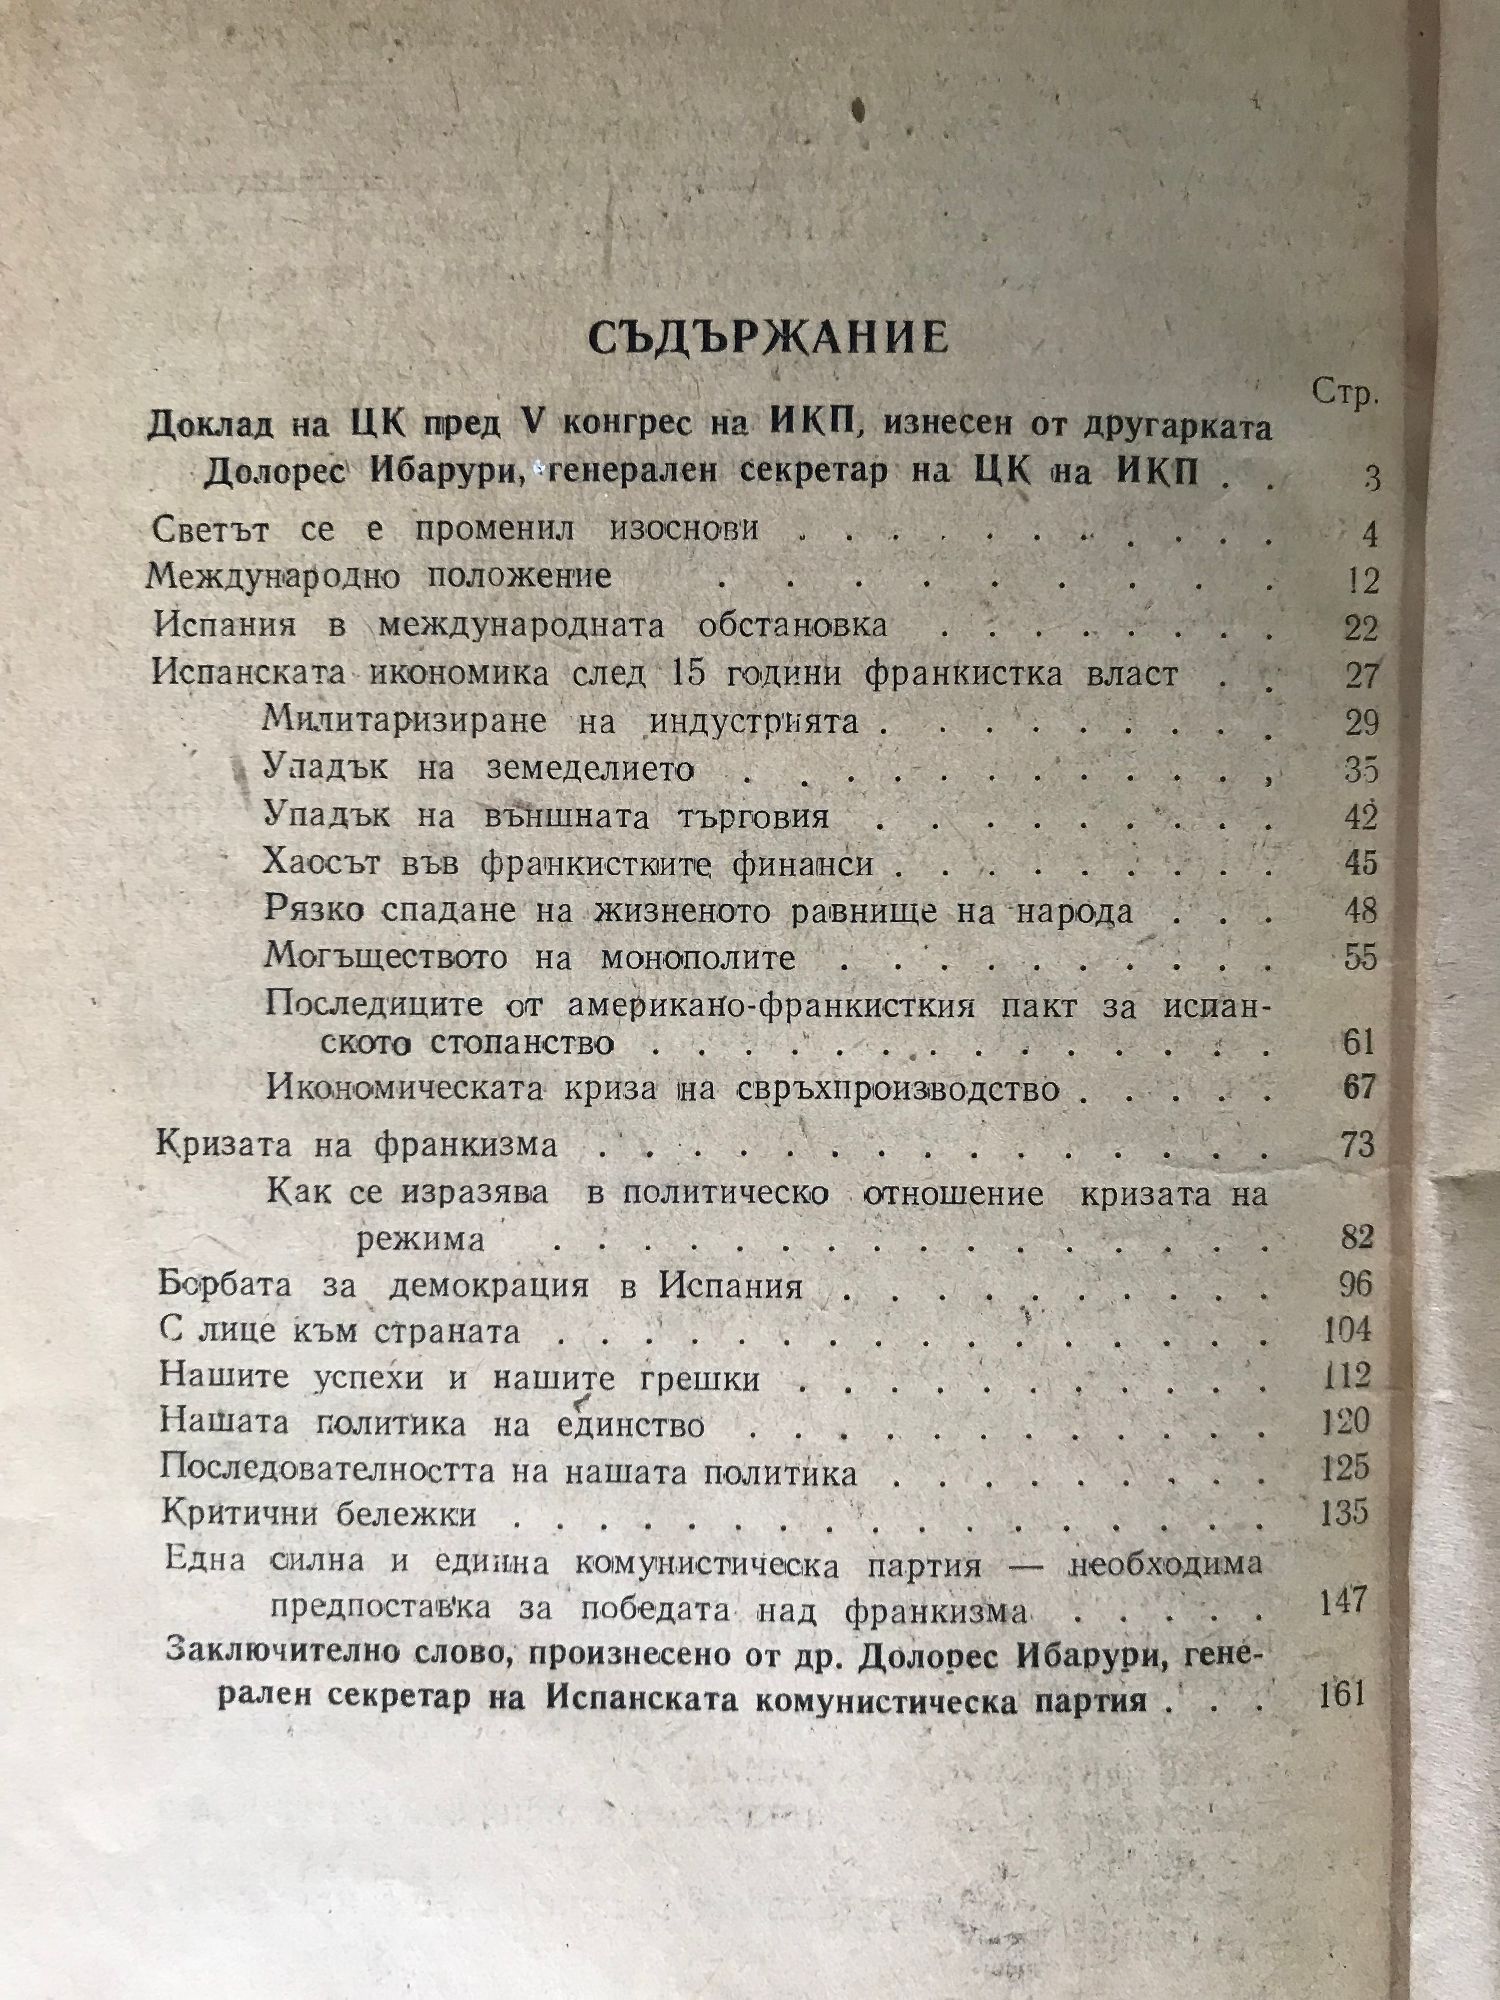 СЪДЪРЖАНИЕ
Стр.
Доклад на ЦК пред V конгрес на ИКП, изнесен от другарката
Долорес Ибарури, генерален секретар на ЦК на ИКП . . 3
Светът се е променил изоснови . . . . . . . . . . . 4
Международно положение . . . . . . . . . 12
Испания в международната обстановка . . . . . . . . 22
Испанската икономика след 15 години франкистка власт . . 27
Милитаризиране на индустрията . . . . . . . . . 29
Упадък на земеделието . . . . . . . . . . . , 35
Упадък на външната търговия . . . . . . . . 42
Хаосът във франкистките финанси . . . . . . . . . 45
Рязко спадане на жизненото равнище на народа . . . 48
Могъществото на монополите . . . . . . . . . 55
Последиците от американо-франкисткия пакт за испан-
ското стопанство . . . . . . . . . . . . . 61
Икономическата криза на свръхпроизводство . . . . . 67
Кризата на франкизма . . . . . . . . . . . . . . . 73
Как се изразява в политическо отношение кризата на
режима . . . . . . . . . . . . . . . . 82
Борбата за демокрация в Испания . . . . . . . . . . 96
С лице към страната . . . . . . . . . . . . . . . . 104
Нашите успехи и нашите грешки . . . . . . . . . . . 112
Нашата политика на единство . . . . . . . . . . . . 120
Последователността на нашата политика . . . . . . . . . 125
Критични бележки . . . . . . . . . . . . . . . . . 135
Една силна и единна комунистическа партия — необходима
предпоставка за победата над франкизма . . . . . 147
Заключително слово, произнесено от др. Долорес Ибарури, гене-
рален секретар на Испанската комунистическа партия . . . 161